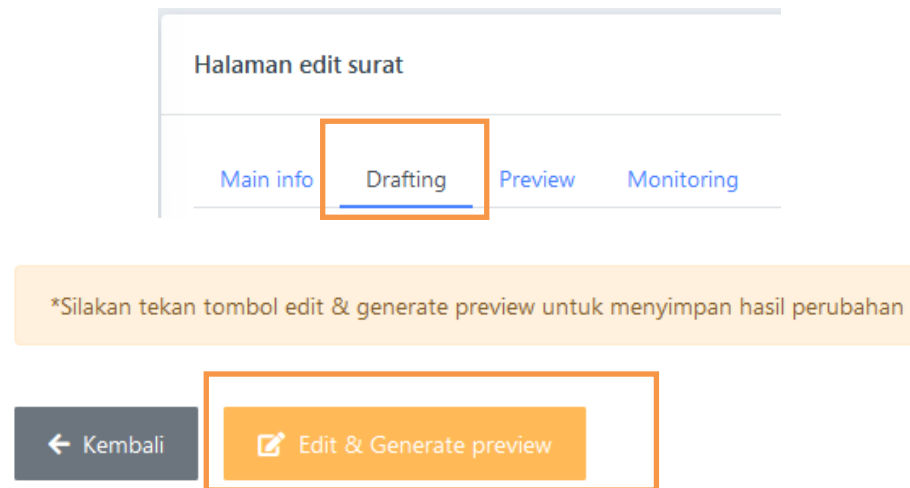 Halaman edit surat
Main info Drafting Preview Monitoring
*Silakan tekan tombol edit & generate preview untuk menyimpan hasil perubahan
Kembali Edit & Generate preview